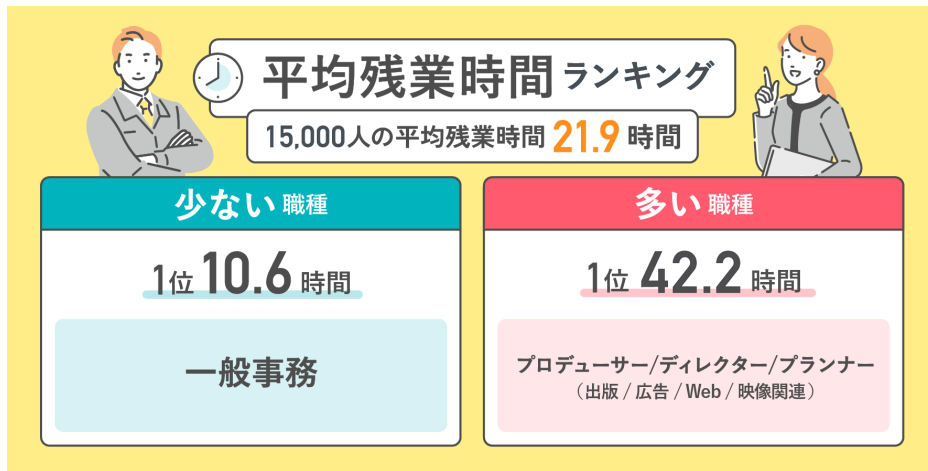 平均残業時間 ランキング
15,000人の平均残業時間 21.9 時間
少ない 職種
1位 10.6 時間
一般事務
多い 職種
1位 42.2 時間
プロデューサー/ディレクター/プランナー
（出版 / 広告 / Web / 映像関連）